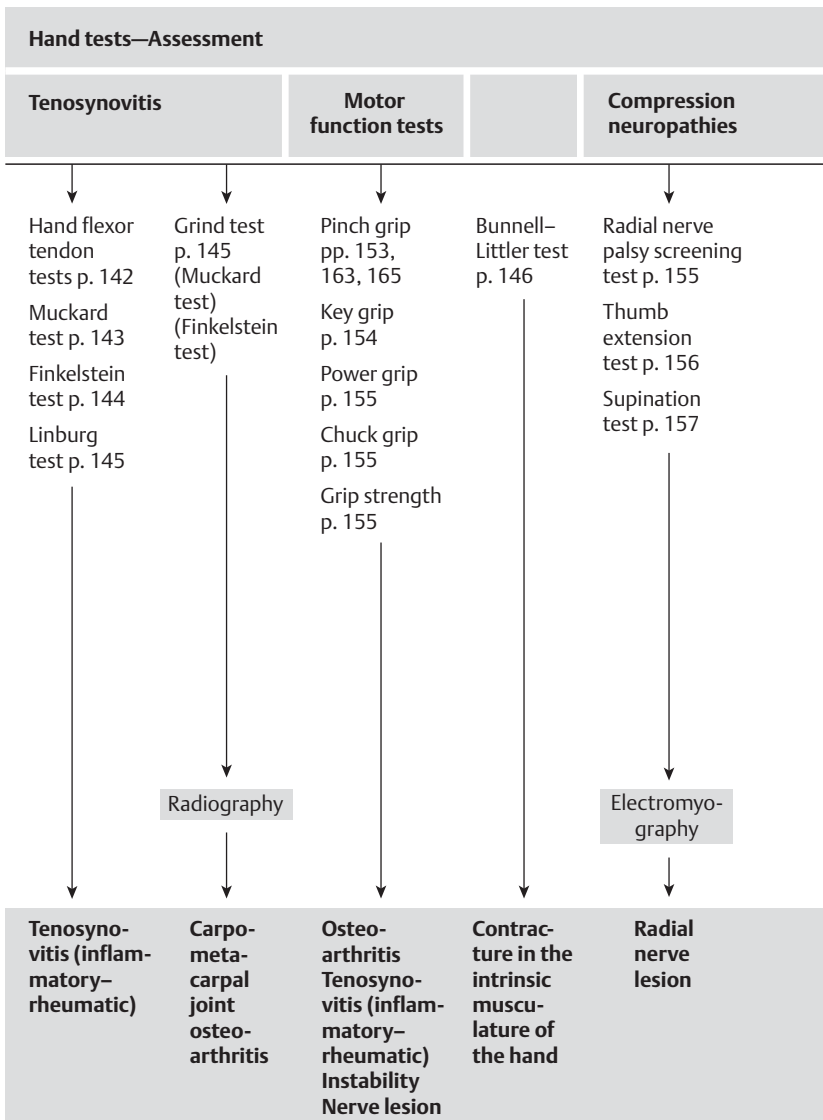 Hand tests—Assessment
Tenosynovitis
Motor
function tests
Compression
neuropathies
Hand flexor
tendon
tests p. 142
Muckard
test p. 143
Finkelstein
test p. 144
Linburg
test p. 145
Grind test
p. 145
(Muckard
test)
(Finkelstein
test)
Pinch grip
pp. 153,
163, 165
Key grip
p. 154
Power grip
p. 155
Chuck grip
p. 155
Grip strength
p. 155
Bunnell–
Littler test
p. 146
Radial nerve
palsy screening
test p. 155
Thumb
extension
test p. 156
Supination
test p. 157
Radiography
Electromyo-
graphy
Tenosyno-
vitis (inflam-
matory–
rheumatic)
Carpo-
meta-
carpal
joint
osteo-
arthritis
Osteo-
arthritis
Tenosyno-
vitis (inflam-
matory–
rheumatic)
Instability
Nerve lesion
Contrac-
ture in the
intrinsic
muscu-
lature of
the hand
Radial
nerve
lesion